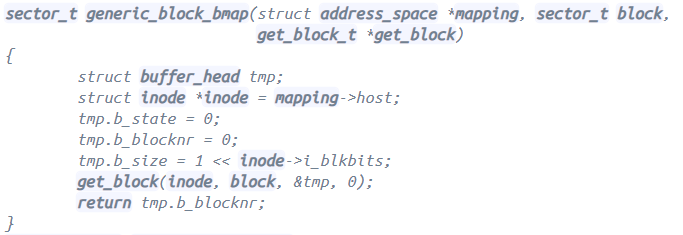 sector_t generic_block_bmap(struct address_space *mapping, sector_t block,
get_block_t *get_block)
{
struct buffer_head tmp;
struct inode *inode = mapping->host;
tmp.b_state = 0;
tmp.b_blocknr = 0;
tmp.b_size = 1 << inode->i_blkbits;
get_block(inode, block, &tmp, 0);
return tmp.b_blocknr;
}